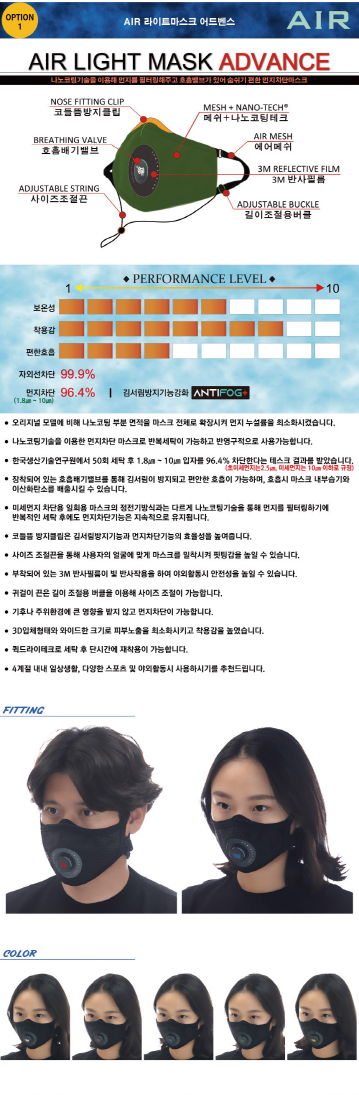 OPTION
1
AIR 라이트마스크 어드벤스
AIR
AIR LIGHT MASK ADVANCE
나노코팅기술을 이용해 먼지를 필터링해주고 호흡밸브가 있어 숨쉬기 편한 먼지차단마스크
NOSE FITTING CLIP
코들뜸방지클립
MESH + NANO-TECH®
메쉬+나노코팅테크
BREATHING VALVE
호흡배기밸브
AIR MESH
에어메쉬
3M REFLECTIVE FILM
3M 반사필름
ADJUSTABLE STRING
사이즈조절끈
ADJUSTABLE BUCKLE
길이조절용버클
PERFORMANCE LEVEL
1
10
보온성
착용감
편한호흡
자외선차단 99.9%
먼지차단 96.4% | 김서림방지기능강화 ANTIFOG+
(1.8㎛ ~ 10㎛)
• 오리지널 모델에 비해 나노코팅 부분 면적을 마스크 전체로 확장시켜 먼지 누설률을 최소화시켰습니다.
• 나노코팅기술을 이용한 먼지차단 마스크로 반복세탁이 가능하고 반영구적으로 사용가능합니다.
• 한국생산기술연구원에서 50회 세탁 후 1.8㎛ ~ 10㎛ 입자를 96.4% 차단한다는 테스크 결과를 받았습니다.
(초미세먼지는2.5㎛, 미세먼지는 10㎛ 이하로 규정)
• 장착되어 있는 호흡배기밸브를 통해 김서림이 방지되고 편안한 호흡이 가능하며, 호흡시 마스크 내부습기와
이산화탄소를 배출시킬 수 있습니다.
• 미세먼지 차단용 일회용 마스크의 정전기방식과는 다르게 나노코팅기술을 통해 먼지를 필터링하기에
반복적인 세탁 후에도 먼지차단기능은 지속적으로 유지됩니다.
• 코들뜸 방지클립은 김서림방지기능과 먼지차단기능의 효율성을 높여줍니다.
• 사이즈 조절끈을 통해 사용자의 얼굴에 맞게 마스크를 밀착시켜 핏팅감을 높일 수 있습니다.
• 부착되어 있는 3M 반사필름이 빛 반사작용을 하여 야외활동시 안전성을 높일 수 있습니다.
• 귀걸이 끈은 길이 조절용 버클을 이용해 사이즈 조절이 가능합니다.
• 기후나 주위환경에 큰 영향을 받지 않고 먼지차단이 가능합니다.
• 3D입체형태와 와이드한 크기로 피부노출을 최소화시키고 착용감을 높였습니다.
• 퀵드라이테크로 세탁 후 단시간에 재착용이 가능합니다.
• 4계절 내내 일상생활, 다양한 스포츠 및 야외활동시 사용하시기를 추천드립니다.
FITTING
COLOR